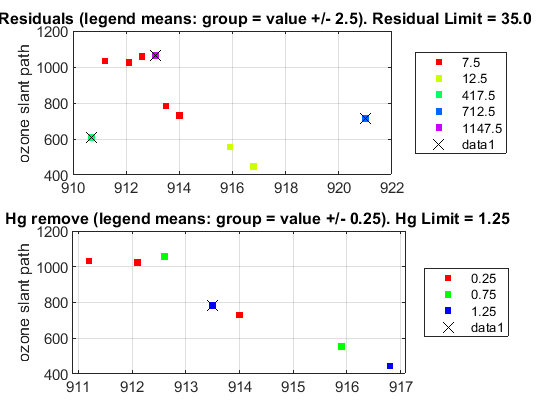 Residuals (legend means: group = value +/- 2.5). Residual Limit = 35.0
1200
1000
800
600
400
ozone slant path
910 912 914 916 918 920 922
7.5
12.5
417.5
712.5
1147.5
data1
Hg remove (legend means: group = value +/- 0.25). Hg Limit = 1.25
1200
1000
800
600
400
ozone slant path
911 912 913 914 915 916 917
0.25
0.75
1.25
data1